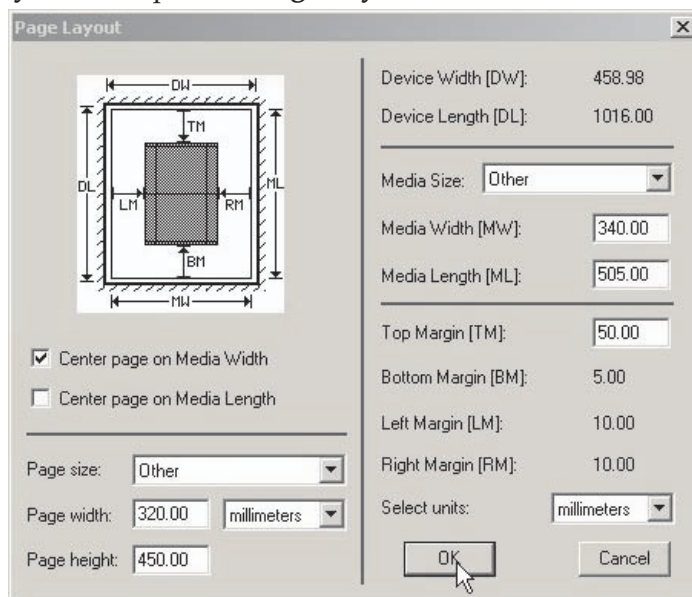 Page Layout
DW
TM
DL
ML
LM
RM
BM
MW
Center page on Media Width
Center page on Media Length
Page size: Other
Page width: 320.00 millimeters
Page height: 450.00
Device Width [DW]: 458.98
Device Length [DL]: 1016.00
Media Size: Other
Media Width [MW]: 340.00
Media Length [ML]: 505.00
Top Margin [TM]: 50.00
Bottom Margin [BM]: 5.00
Left Margin [LM]: 10.00
Right Margin [RM]: 10.00
Select units: millimeters
OK
Cancel